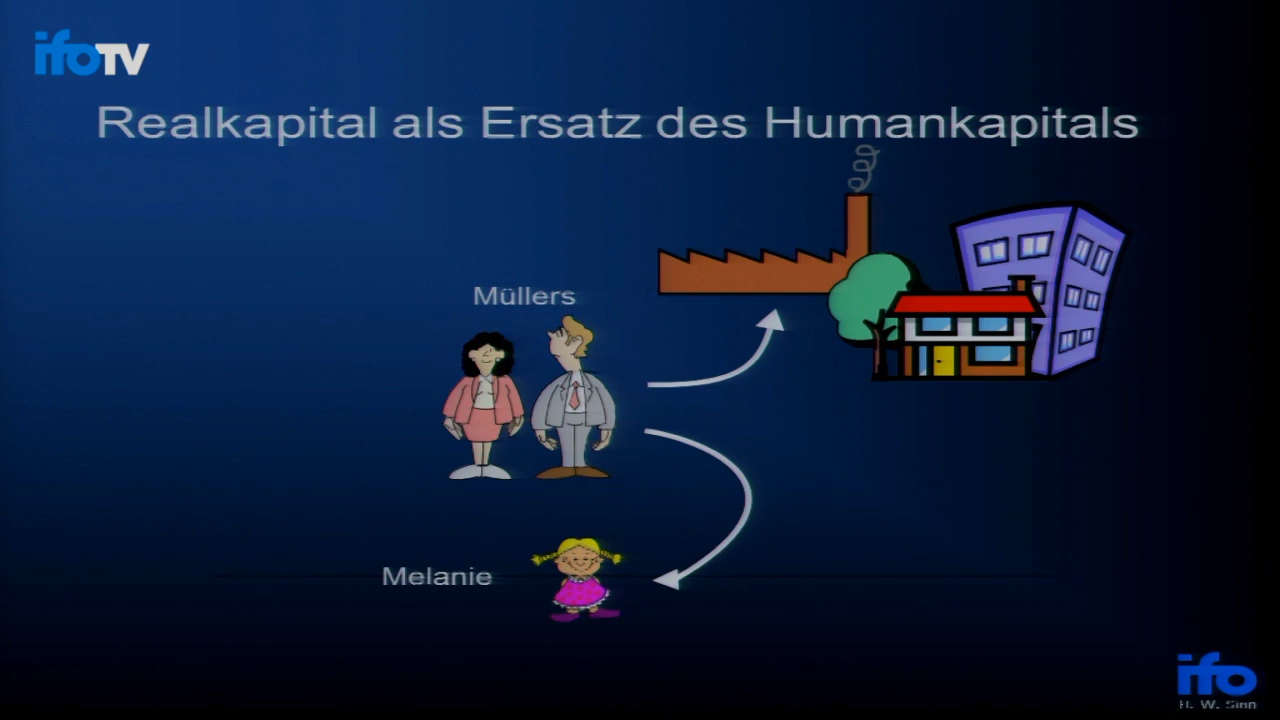 ifoTV
Realkapital als Ersatz des Humankapitals
Müllers
Melanie
ifo
H. W. Sinn